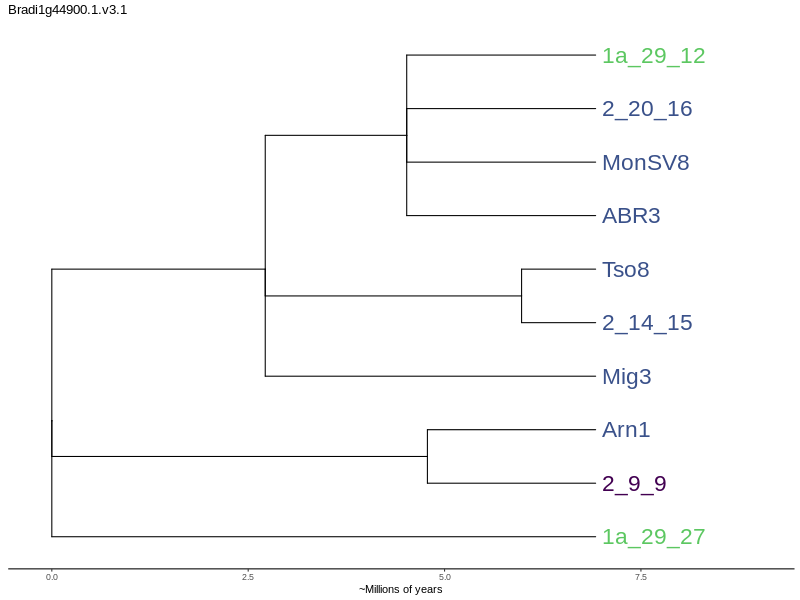 Bradi1g44900.1.v3.1
1a_29_12
2_20_16
MonSV8
ABR3
Tso8
2_14_15
Mig3
Arn1
2_9_9
1a_29_27
0.0 2.5 5.0 7.5
~Millions of years